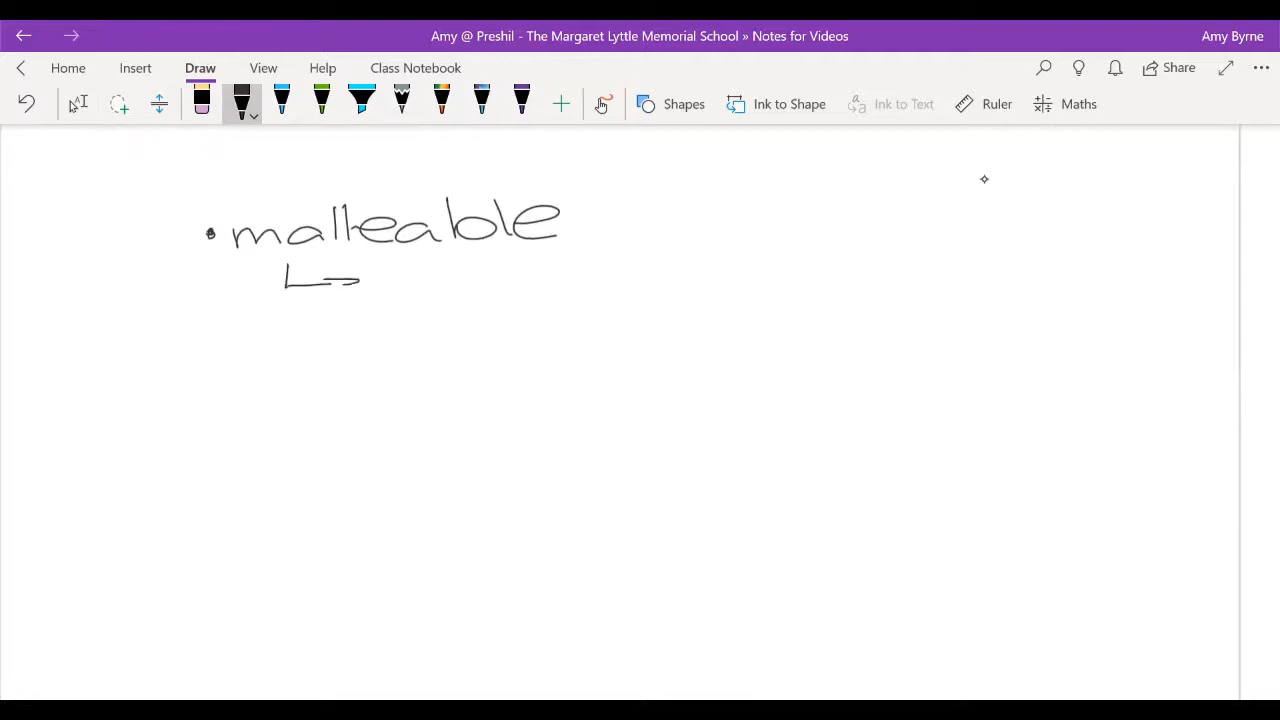 Amy @ Preshil - The Margaret Lyttle Memorial School » Notes for Videos
Amy Byrne
Home Insert Draw View Help Class Notebook
Share
Shapes Ink to Shape Ink to Text Ruler Maths
• malleable